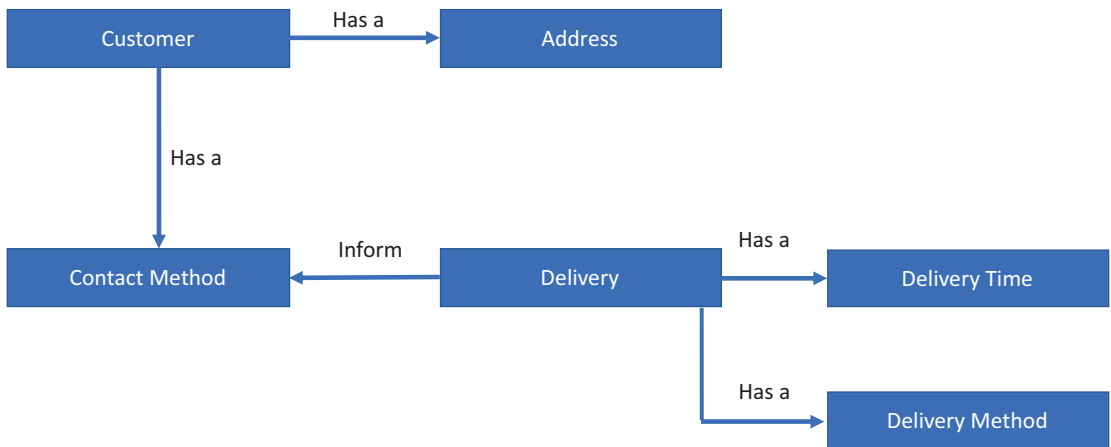 Has a
Customer
Address
Has a
Inform
Has a
Contact Method
Delivery
Delivery Time
Has a
Delivery Method